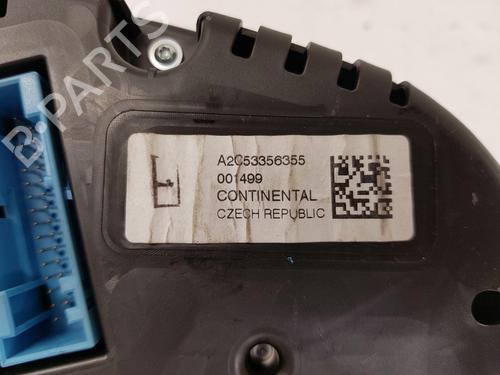 B-PARTS
A2C53356355
001499
CONTINENTAL
CZECH REPUBLIC